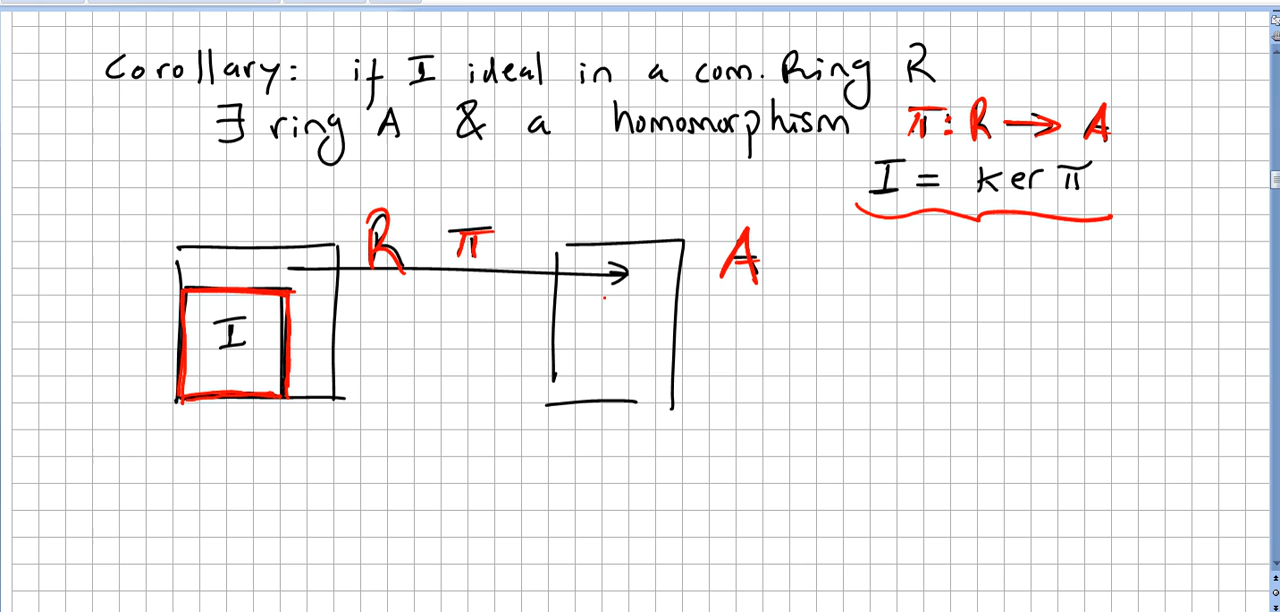 Corollary: if I ideal in a com. Ring R
∃ ring A & a homomorphism π: R → A
I = ker π
R π A
I